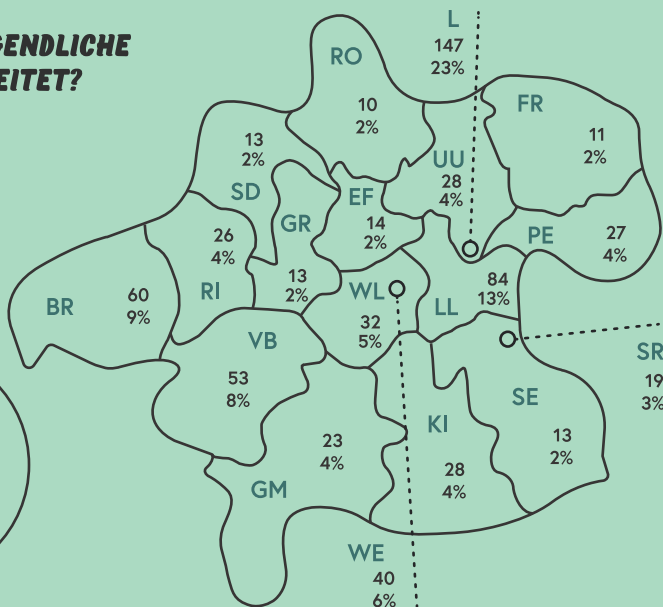 GENDLICHE
EITET?
L
147
23%
RO
10
2%
FR
11
2%
13
2%
SD
UU
28
4%
EF
14
2%
GR
13
2%
PE
27
4%
26
4%
RI
BR
60
9%
WL
32
5%
LL
84
13%
VB
53
8%
SR
19
3%
SE
13
2%
KI
28
4%
23
4%
GM
WE
40
6%